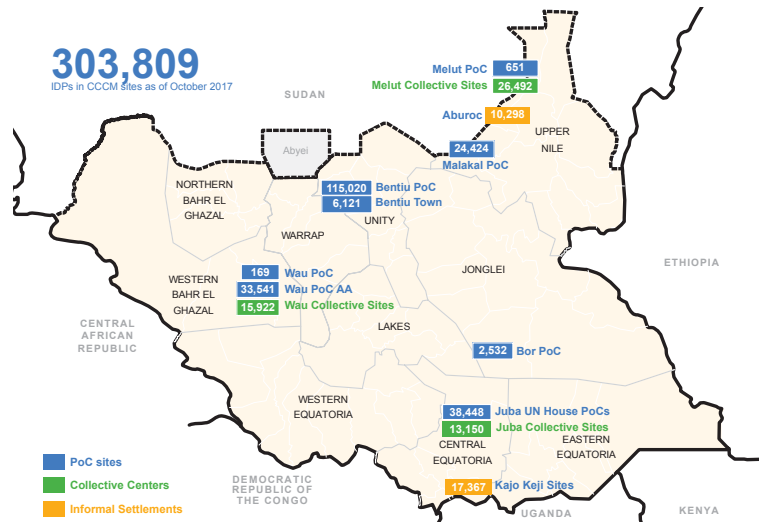 303,809
IDPs in CCCM sites as of October 2017
SUDAN
Melut PoC 651
Melut Collective Sites 26,492
Aburoc 10,298
UPPER
NILE
24,424
Malakal PoC
Abyei
NORTHERN
BAHR EL
GHAZAL
115,020 Bentiu PoC
6,121 Bentiu Town
UNITY
WARRAP
JONGLEI
ETHIOPIA
WESTERN
BAHR EL
GHAZAL
169 Wau PoC
33,541 Wau PoC AA
15,922 Wau Collective Sites
CENTRAL
AFRICAN
REPUBLIC
LAKES
2,532 Bor PoC
WESTERN
EQUATORIA
38,448 Juba UN House PoCs
13,150 Juba Collective Sites
CENTRAL
EQUATORIA
EASTERN
EQUATORIA
17,367 Kajo Keji Sites
PoC sites
Collective Centers
Informal Settlements
DEMOCRATIC
REPUBLIC OF
THE CONGO
UGANDA
KENYA